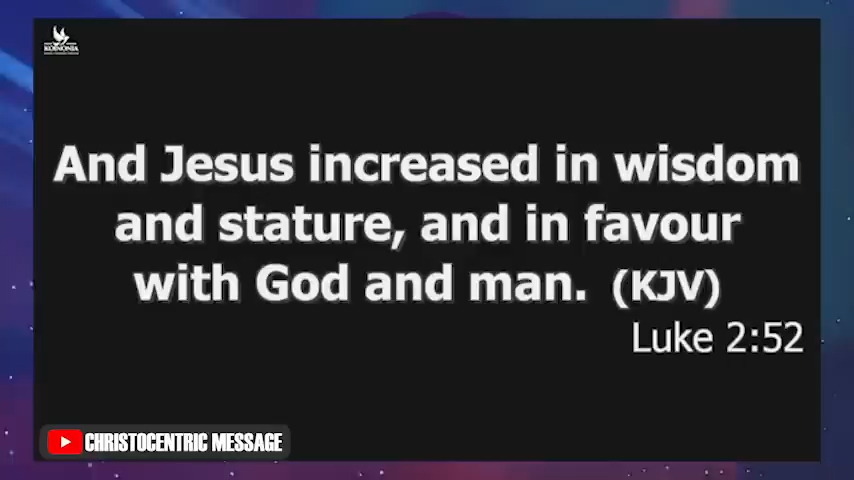 KOINONIA
And Jesus increased in wisdom
and stature, and in favour
with God and man. (KJV)
Luke 2:52
CHRISTOCENTRIC MESSAGE